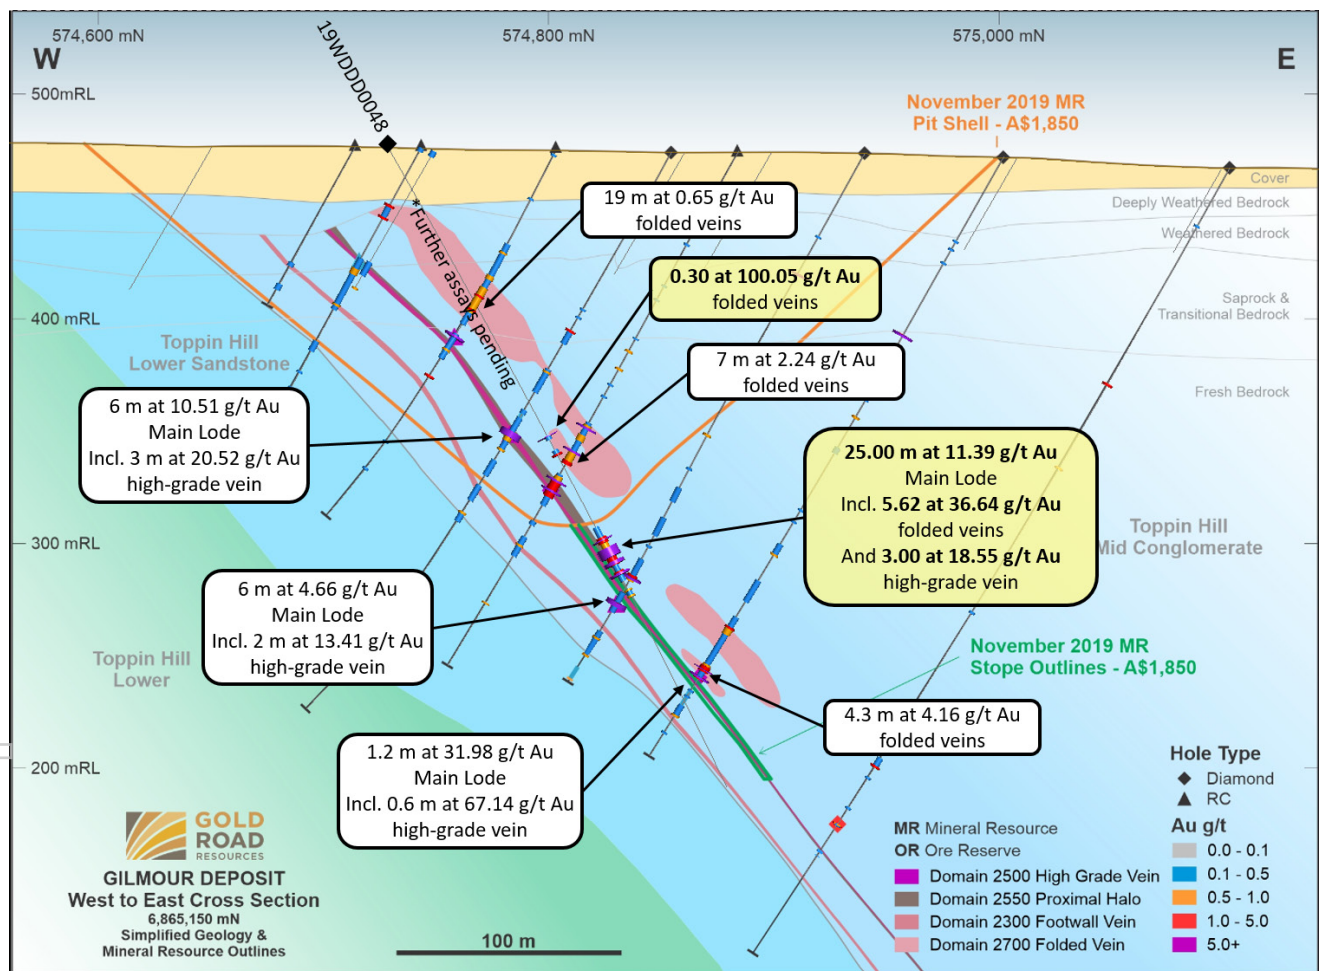 574,600 mN
574,800 mN
575,000 mN
W
E
19WDDD0048
500mRL
November 2019 MR
Pit Shell - A$1,850
Cover
Deeply Weathered Bedrock
Weathered Bedrock
19 m at 0.65 g/t Au
folded veins
*Further assays pending
0.30 at 100.05 g/t Au
folded veins
Saprock &
Transitional Bedrock
400 mRL
Toppin Hill
Lower Sandstone
7 m at 2.24 g/t Au
folded veins
Fresh Bedrock
6 m at 10.51 g/t Au
Main Lode
Incl. 3 m at 20.52 g/t Au
high-grade vein
25.00 m at 11.39 g/t Au
Main Lode
Incl. 5.62 at 36.64 g/t Au
folded veins
And 3.00 at 18.55 g/t Au
high-grade vein
Toppin Hill
Mid Conglomerate
300 mRL
6 m at 4.66 g/t Au
Main Lode
Incl. 2 m at 13.41 g/t Au
high-grade vein
Toppin Hill
Lower
November 2019 MR
Stope Outlines - A$1,850
4.3 m at 4.16 g/t Au
folded veins
1.2 m at 31.98 g/t Au
Main Lode
Incl. 0.6 m at 67.14 g/t Au
high-grade vein
200 mRL
GOLD
ROAD
RESOURCES
GILMOUR DEPOSIT
West to East Cross Section
6,865,150 mN
Simplified Geology &
Mineral Resource Outlines
100 m
MR Mineral Resource
OR Ore Reserve
Domain 2500 High Grade Vein
Domain 2550 Proximal Halo
Domain 2300 Footwall Vein
Domain 2700 Folded Vein
Hole Type
Diamond
RC
Au g/t
0.0 - 0.1
0.1 - 0.5
0.5 - 1.0
1.0 - 5.0
5.0+